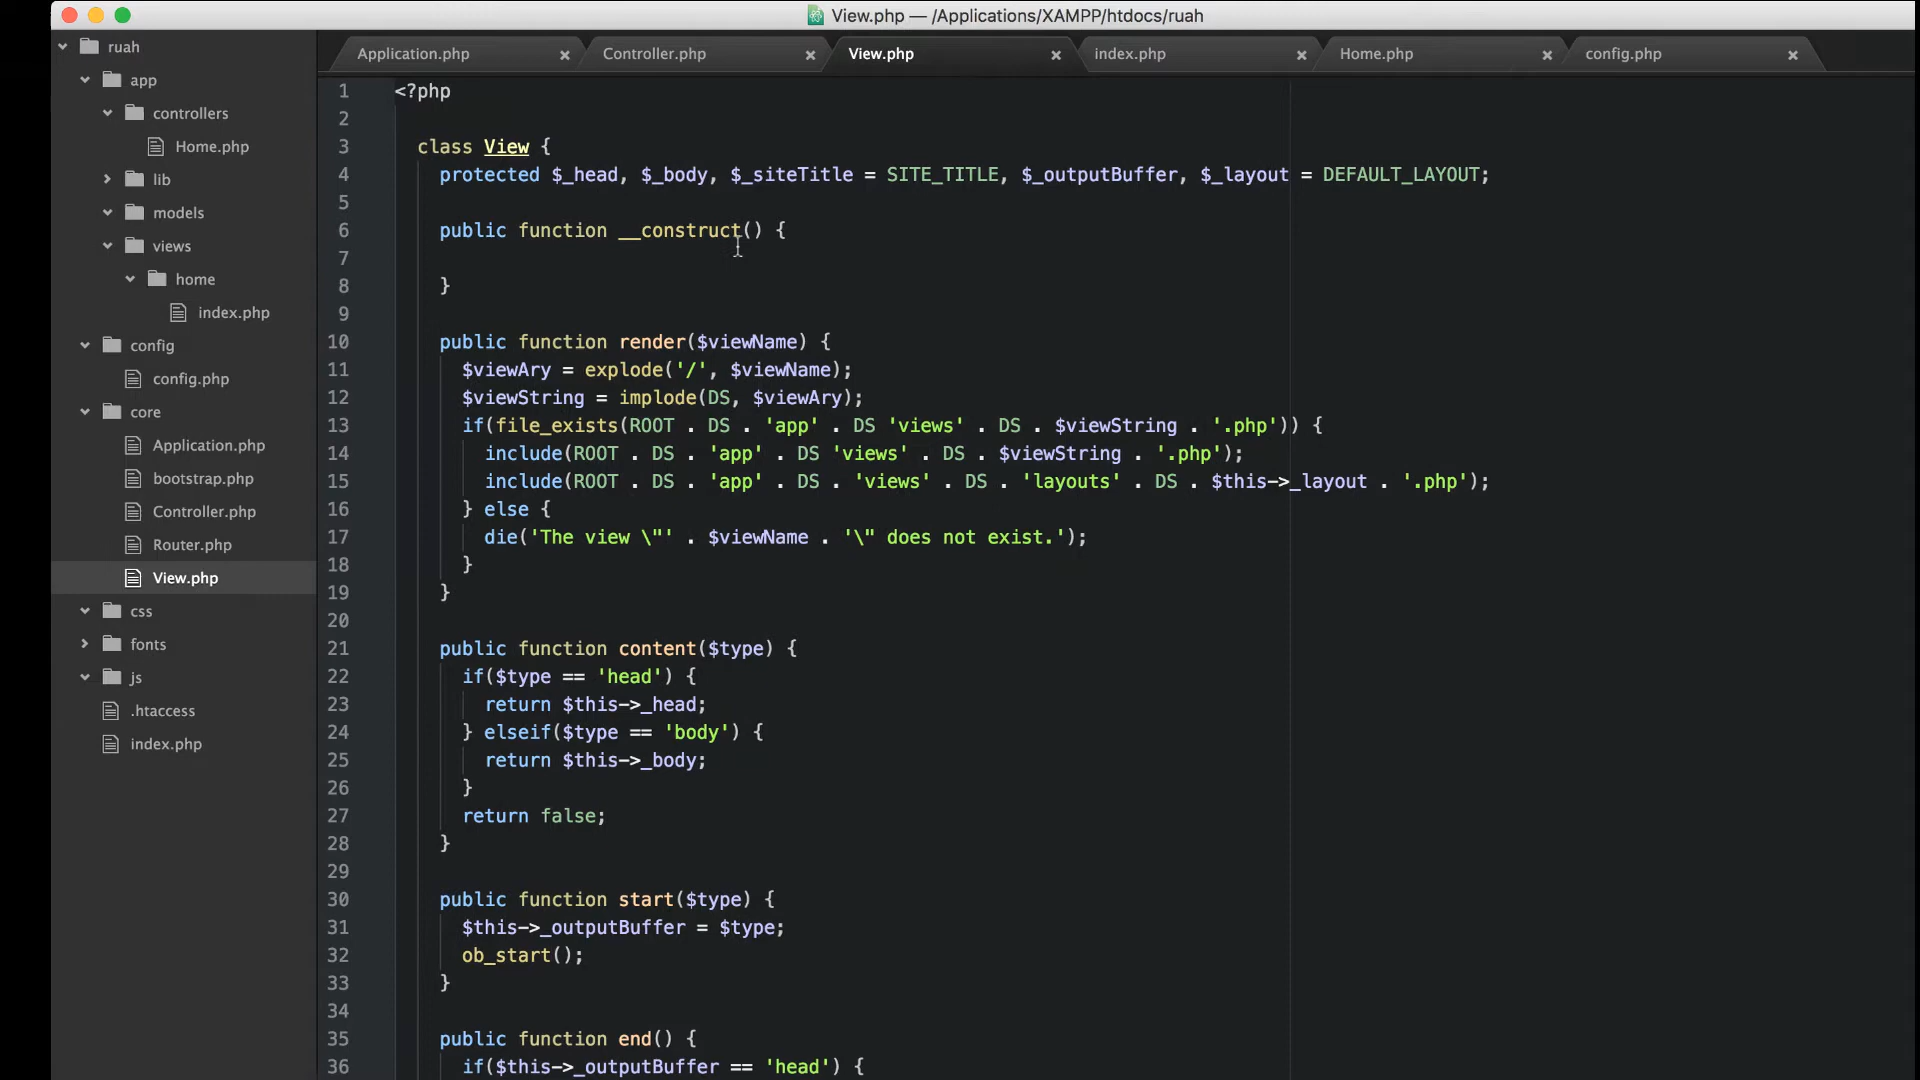 View.php — /Applications/XAMPP/htdocs/ruah
ruah
app
controllers
Home.php
lib
models
views
home
index.php
config
config.php
core
Application.php
bootstrap.php
Controller.php
Router.php
View.php
css
fonts
js
.htaccess
index.php
Application.php × Controller.php × View.php × index.php × Home.php × config.php ×
1 <?php
2
3 class View {
4 protected $_head, $_body, $_siteTitle = SITE_TITLE, $_outputBuffer, $_layout = DEFAULT_LAYOUT;
5
6 public function __construct() {
7
8 }
9
10 public function render($viewName) {
11 $viewAry = explode('/', $viewName);
12 $viewString = implode(DS, $viewAry);
13 if(file_exists(ROOT . DS . 'app' . DS 'views' . DS . $viewString . '.php')) {
14 include(ROOT . DS . 'app' . DS 'views' . DS . $viewString . '.php');
15 include(ROOT . DS . 'app' . DS . 'views' . DS . 'layouts' . DS . $this->_layout . '.php');
16 } else {
17 die('The view \"' . $viewName . '\" does not exist.');
18 }
19 }
20
21 public function content($type) {
22 if($type == 'head') {
23 return $this->_head;
24 } elseif($type == 'body') {
25 return $this->_body;
26 }
27 return false;
28 }
29
30 public function start($type) {
31 $this->_outputBuffer = $type;
32 ob_start();
33 }
34
35 public function end() {
36 if($this->_outputBuffer == 'head') {